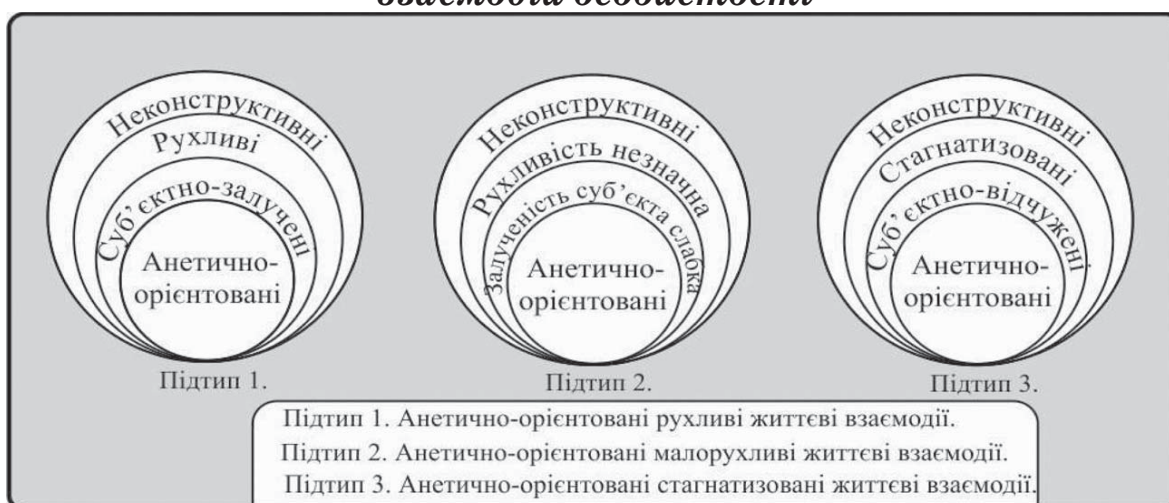 взаємодія особистості
Неконструктивні
Рухливі
Суб’єктно-залучені
Анетично-
орієнтовані
Підтип 1.
Неконструктивні
Рухливість незначна
Залученість суб’єкта слабка
Анетично-
орієнтовані
Підтип 2.
Неконструктивні
Стагнатизовані
Суб’єктно-відчужені
Анетично-
орієнтовані
Підтип 3.
Підтип 1. Анетично-орієнтовані рухливі життєві взаємодії.
Підтип 2. Анетично-орієнтовані малорухливі життєві взаємодії.
Підтип 3. Анетично-орієнтовані стагнатизовані життєві взаємодії.